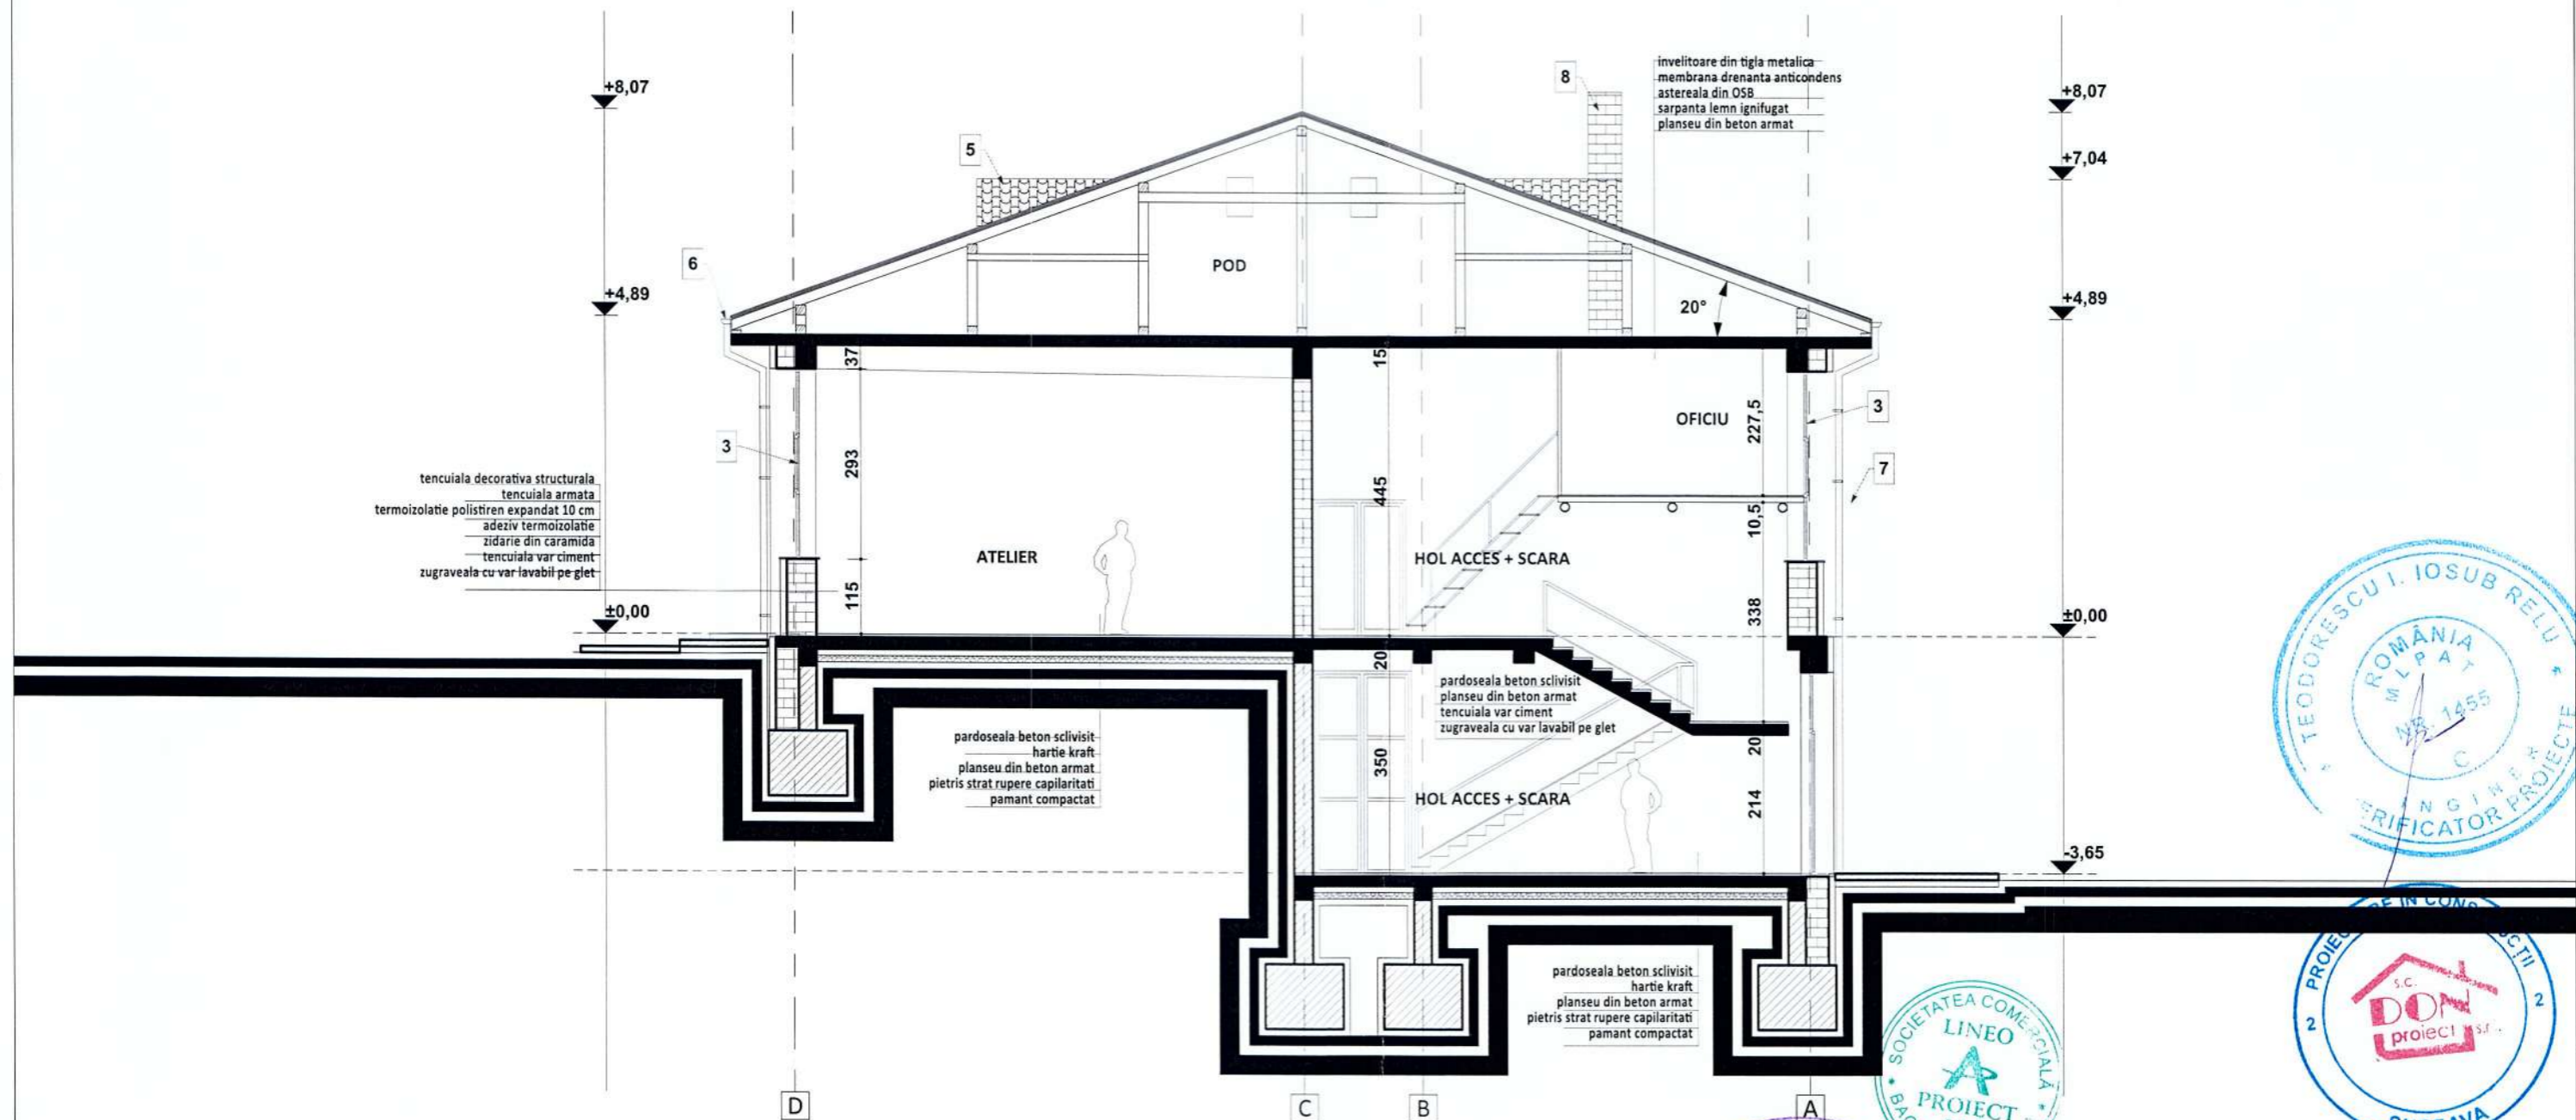 +8,07
+4,89
±0,00
5
6
8
invelitoare din tigla metalica
membrana drenanta anticondens
astereala din OSB
sarpanta lemn ignifugat
planseu din beton armat
+8,07
+7,04
+4,89
POD
20°
37
293
115
15
445
OFICIU
227,5
3
7
3
tencuiala decorativa structurala
tencuiala armata
termoizolatie polistiren expandat 10 cm
adeziv termoizolatie
zidarie din caramida
tencuiala var ciment
zugraveala cu var lavabil pe glet
ATELIER
HOL ACCES + SCARA
10,5
338
±0,00
20
pardoseala beton sclivisit
planseu din beton armat
tencuiala var ciment
zugraveala cu var lavabil pe glet
pardoseala beton sclivisit
hartie kraft
planseu din beton armat
pietris strat rupere capilaritati
pamant compactat
350
HOL ACCES + SCARA
20
214
-3,65
pardoseala beton sclivisit
hartie kraft
planseu din beton armat
pietris strat rupere capilaritati
pamant compactat
D
C
B
A
TEODORESCU I. IOSUB RELU
ROMÂNIA
MLPAT
NR. 1455
C
VERIFICATOR PROIECTE
SOCIETATEA COMERCIALĂ
LINEO
PROIECT
S.C.
DOM
proiect s.r.l.
2
2